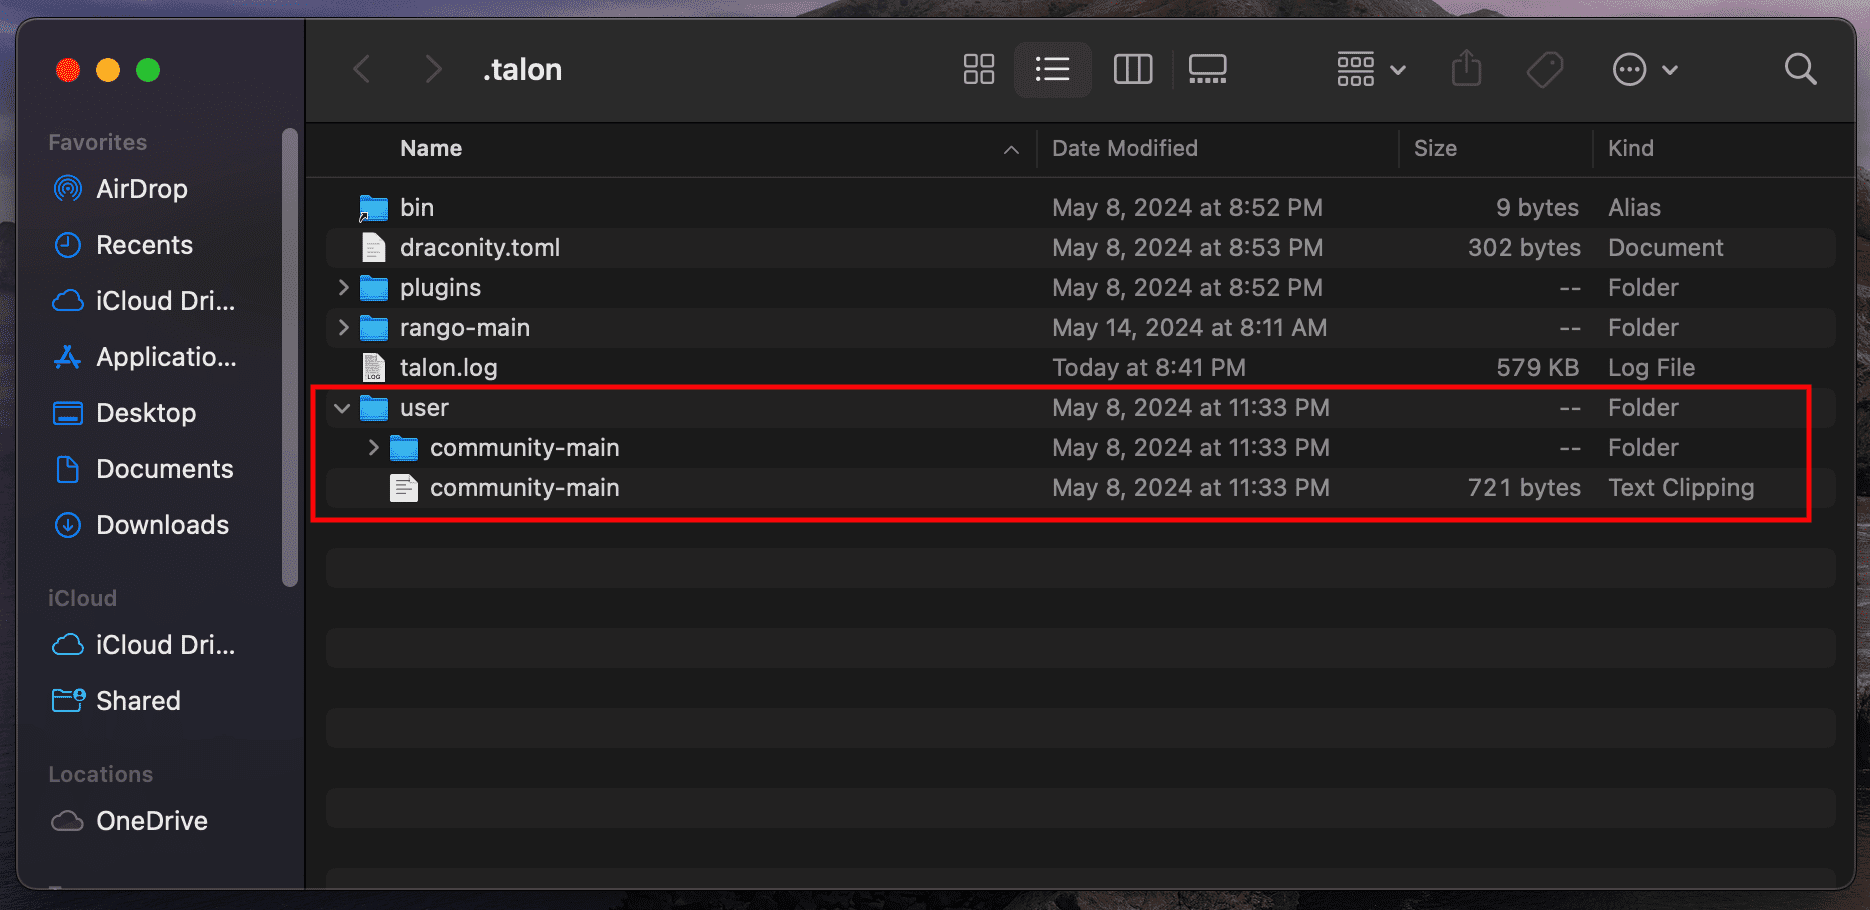 .talon
Favorites
AirDrop
Recents
iCloud Dri...
Applicatio...
Desktop
Documents
Downloads
iCloud
iCloud Dri...
Shared
Locations
OneDrive
Name Date Modified Size Kind
bin May 8, 2024 at 8:52 PM 9 bytes Alias
draconity.toml May 8, 2024 at 8:53 PM 302 bytes Document
plugins May 8, 2024 at 8:52 PM -- Folder
rango-main May 14, 2024 at 8:11 AM -- Folder
LOG talon.log Today at 8:41 PM 579 KB Log File
user May 8, 2024 at 11:33 PM -- Folder
community-main May 8, 2024 at 11:33 PM -- Folder
community-main May 8, 2024 at 11:33 PM 721 bytes Text Clipping